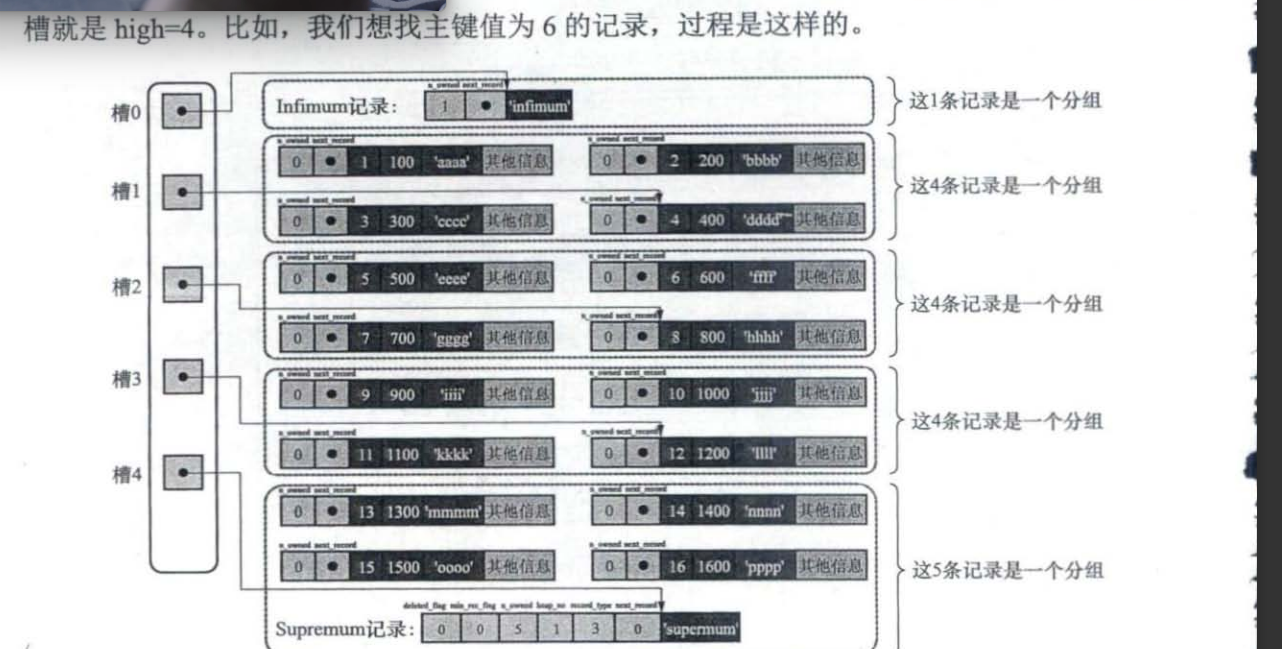 槽就是 high=4。比如，我们想找主键值为 6 的记录，过程是这样的。
n_owned next_record
槽0
Infimum记录：
1
'infimum'
这1条记录是一个分组
n_owned next_record
n_owned next_record
0 1 100 'aaaa' 其他信息
0 2 200 'bbbb' 其他信息
槽1
这4条记录是一个分组
n_owned next_record
n_owned next_record
0 3 300 'cccc' 其他信息
0 4 400 'dddd' 其他信息
n_owned next_record
n_owned next_record
0 5 500 'eeee' 其他信息
0 6 600 'ffff' 其他信息
槽2
这4条记录是一个分组
n_owned next_record
n_owned next_record
0 7 700 'gggg' 其他信息
0 8 800 'hhhh' 其他信息
n_owned next_record
n_owned next_record
槽3
0 9 900 'iiii' 其他信息
0 10 1000 'jjjj' 其他信息
这4条记录是一个分组
n_owned next_record
n_owned next_record
0 11 1100 'kkkk' 其他信息
0 12 1200 'llll' 其他信息
槽4
n_owned next_record
n_owned next_record
0 13 1300 'mmmm' 其他信息
0 14 1400 'nnnn' 其他信息
n_owned next_record
n_owned next_record
0 15 1500 'oooo' 其他信息
0 16 1600 'pppp' 其他信息
这5条记录是一个分组
deleted_flag min_rec_flag n_owned heap_no record_type next_record
Supremum记录：
0 0 5 1 3 0 'supermum'